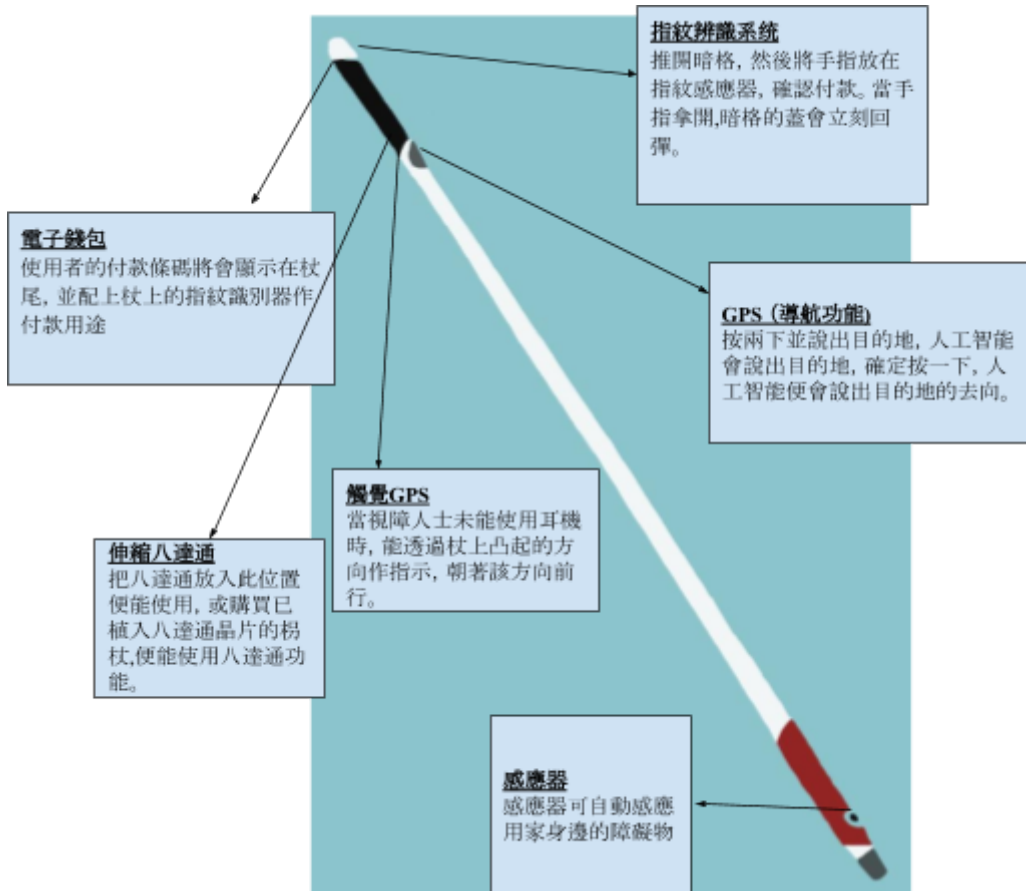 指紋辨識系统
推開暗格, 然後將手指放在
指紋感應器, 確認付款。當手
指拿開,暗格的蓋會立刻回
彈。
電子錢包
使用者的付款條碼將會顯示在杖
尾, 並配上杖上的指紋識別器作
付款用途
GPS（導航功能)
按兩下並說出目的地, 人工智能
會說出目的地, 確定按一下, 人
工智能便會說出目的地的去向。
觸覺GPS
當視障人士未能使用耳機
時, 能透過杖上凸起的方
向作指示, 朝著該方向前
行。
伸縮八達通
把八達通放入此位置
便能使用, 或購買已
植入八達通晶片的柺
杖,便能使用八達通功
能。
感應器
感應器可自動感應
用家身邊的障礙物